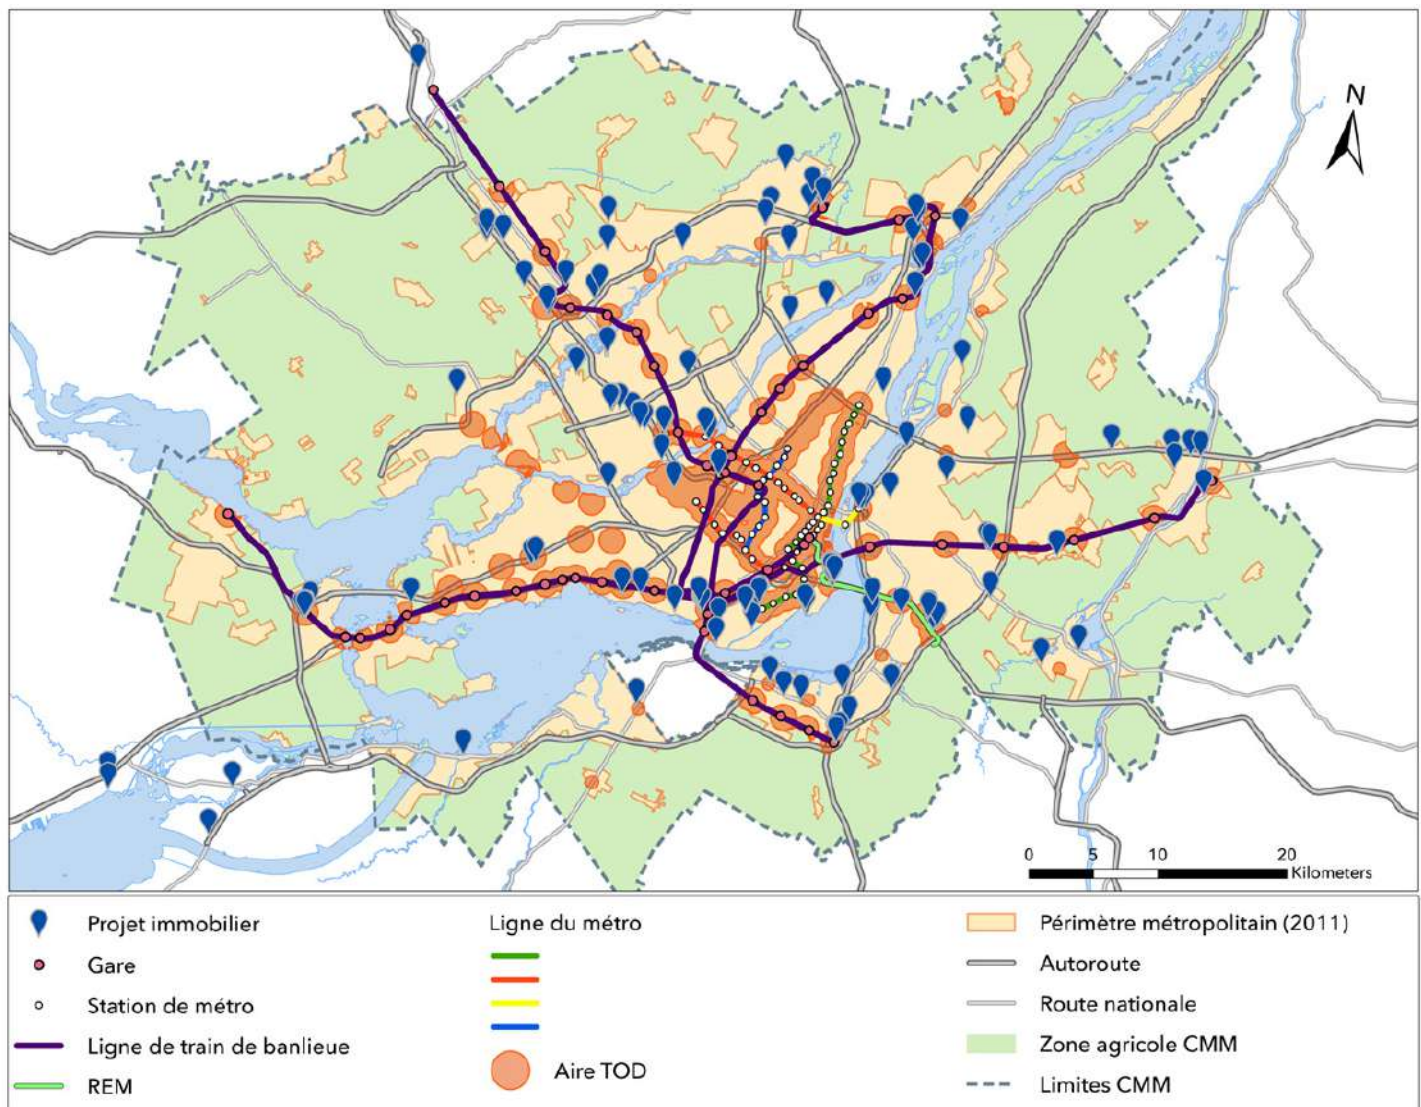 N
0 5 10 20
Kilometers
Projet immobilier
Gare
Station de métro
Ligne de train de banlieue
REM
Ligne du métro
Aire TOD
Périmètre métropolitain (2011)
Autoroute
Route nationale
Zone agricole CMM
Limites CMM